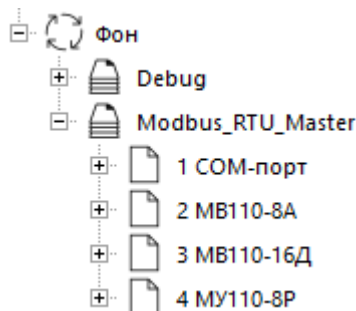 Фон
Debug
Modbus_RTU_Master
1 COM-порт
2 МВ110-8А
3 МВ110-16Д
4 МУ110-8Р